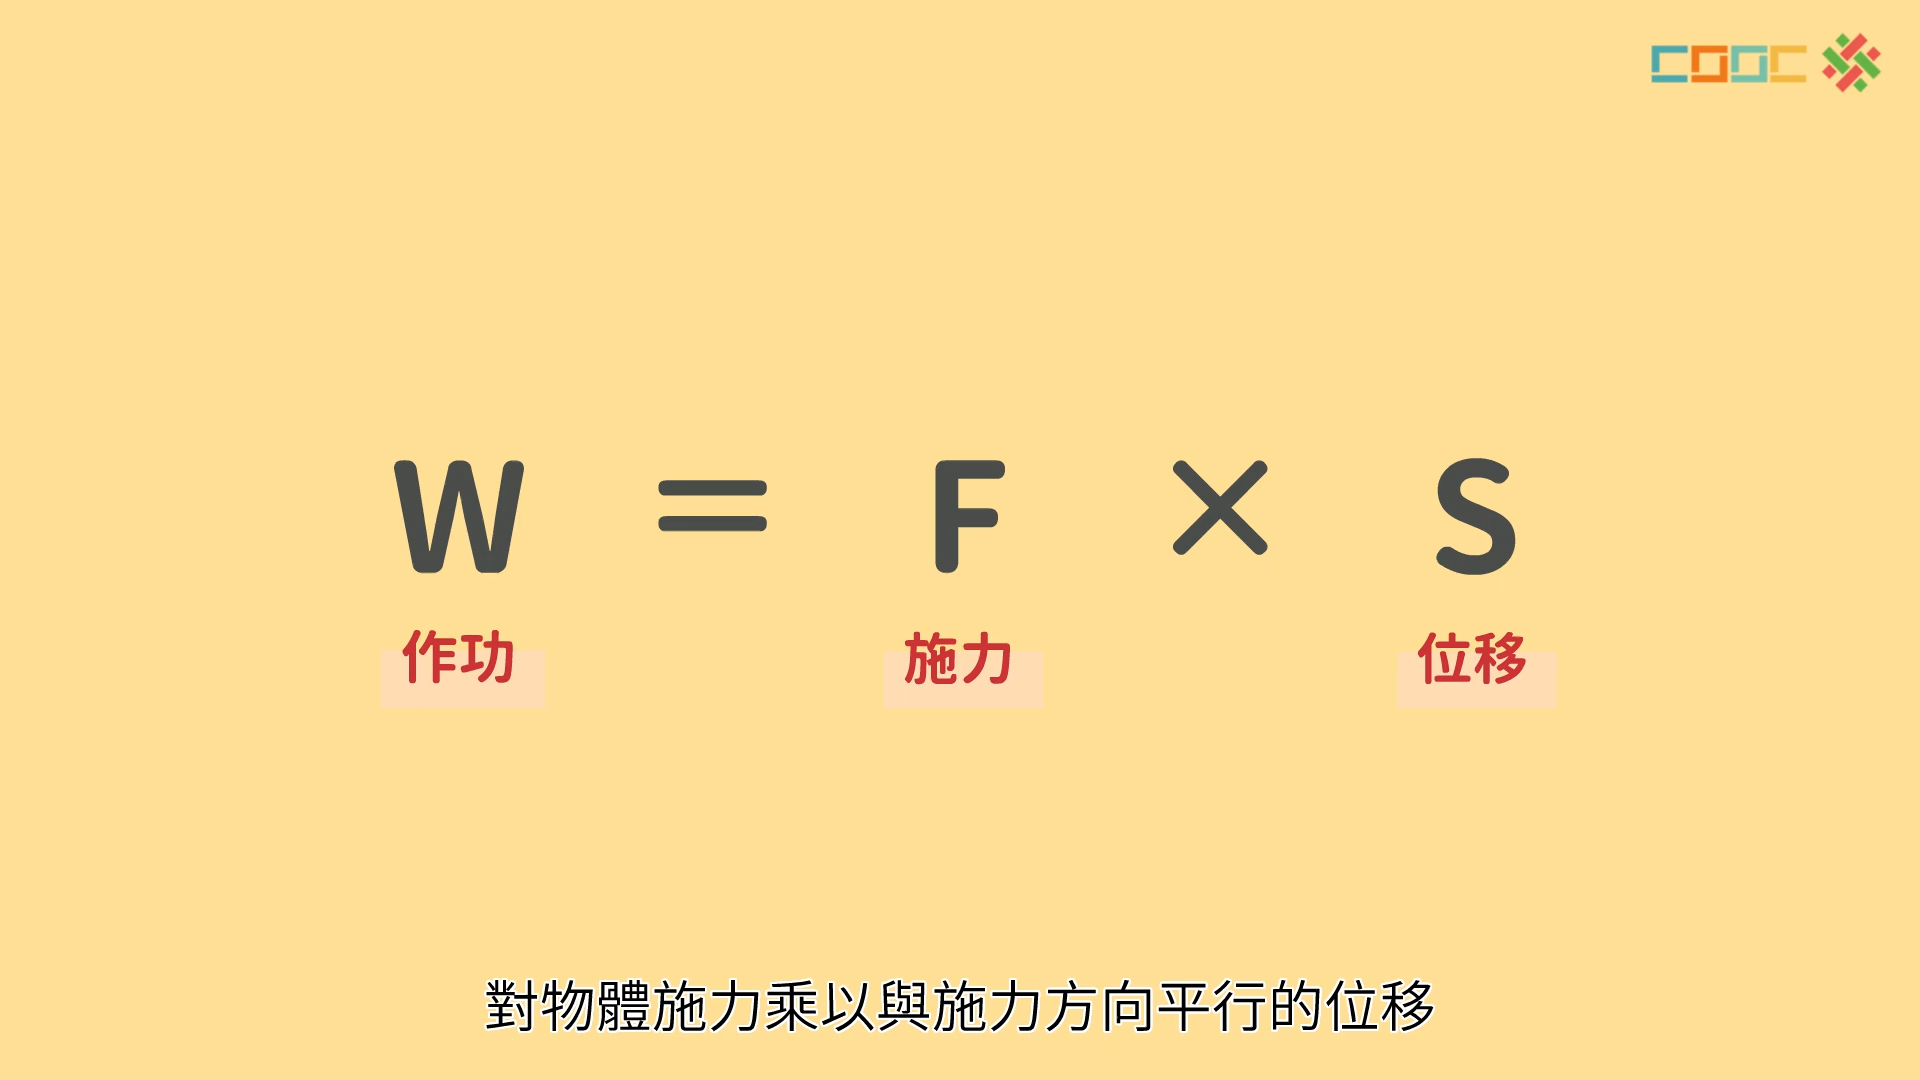 COOC
W = F × S
作功 施力 位移
對物體施力乘以與施力方向平行的位移